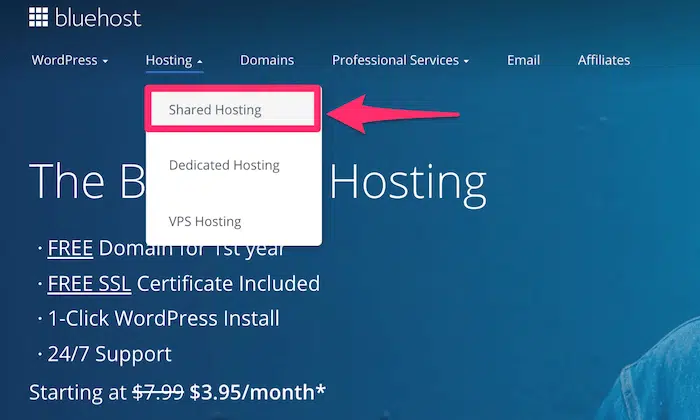 bluehost
WordPress Hosting Domains Professional Services Email Affiliates
Shared Hosting
Dedicated Hosting
VPS Hosting
The B Hosting
· FREE Domain for 1st year
· FREE SSL Certificate Included
· 1-Click WordPress Install
· 24/7 Support
Starting at $7.99 $3.95/month*